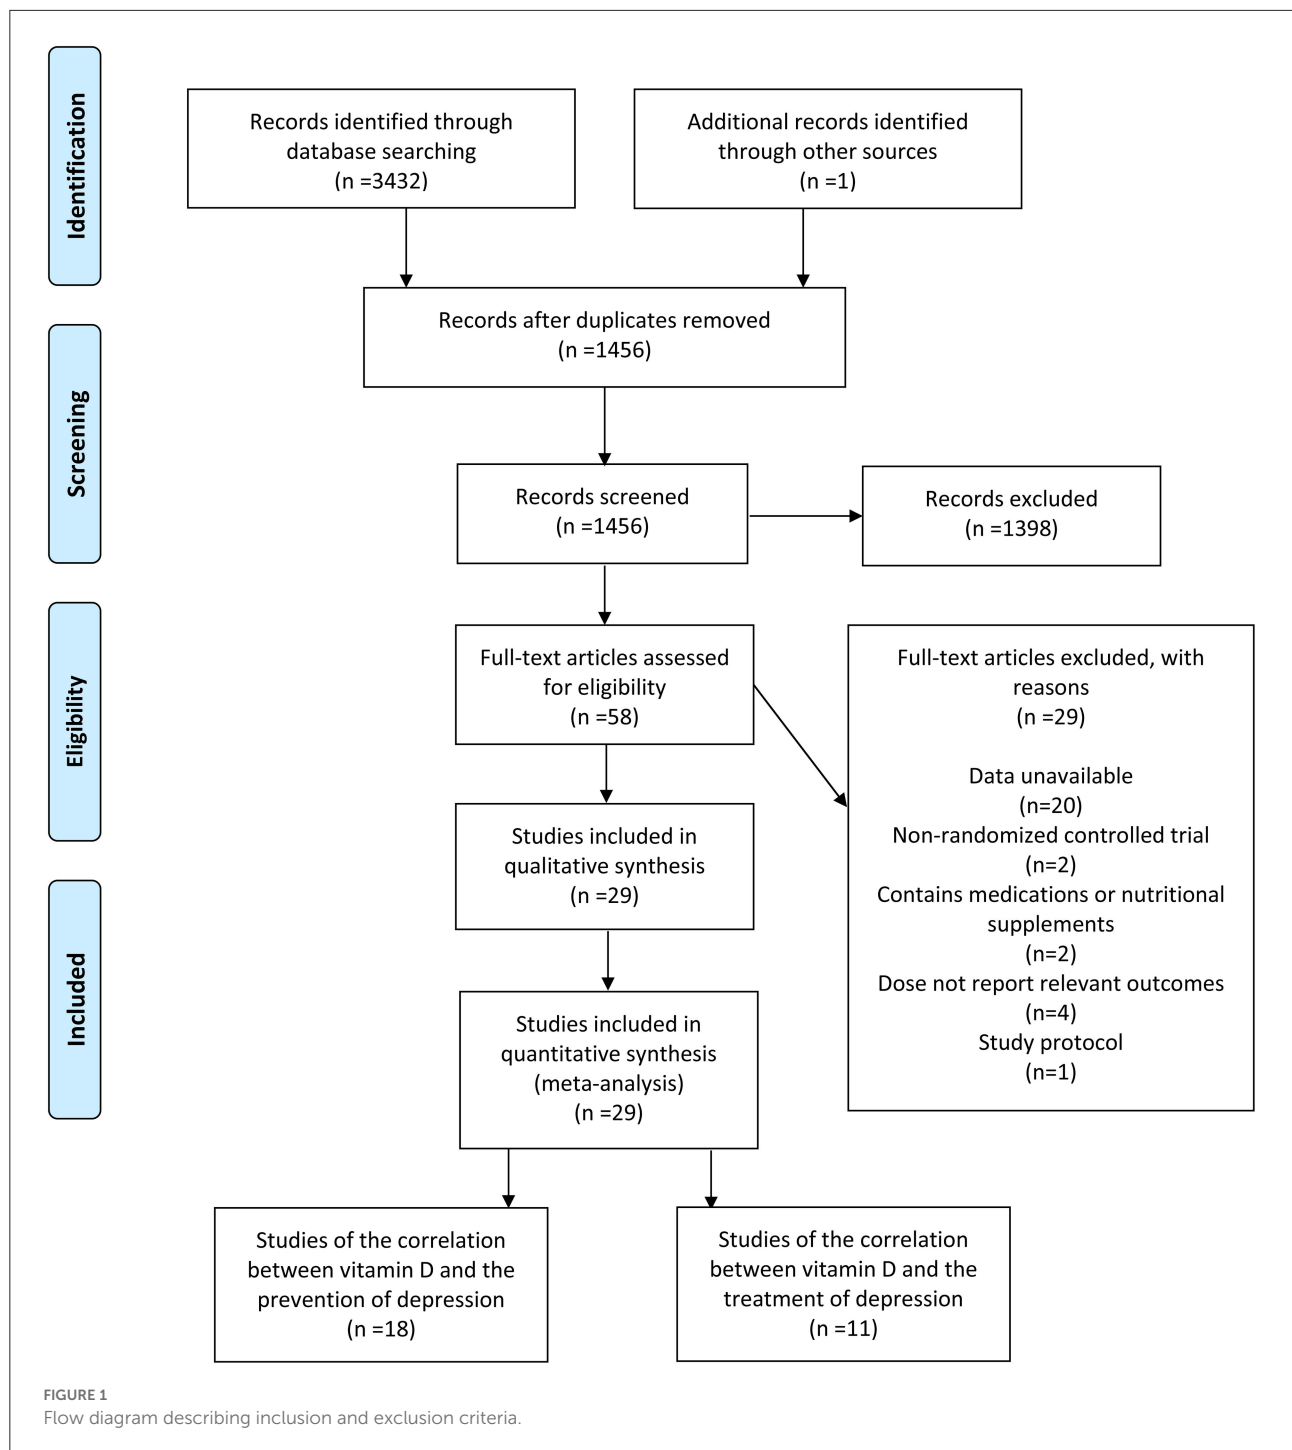 Identification
Records identified through
database searching
(n =3432)
Additional records identified
through other sources
(n =1)
Records after duplicates removed
(n =1456)
Screening
Records screened
(n =1456)
Records excluded
(n =1398)
Eligibility
Full-text articles assessed
for eligibility
(n =58)
Full-text articles excluded, with
reasons
(n =29)
Data unavailable
(n=20)
Non-randomized controlled trial
(n=2)
Contains medications or nutritional
supplements
(n=2)
Dose not report relevant outcomes
(n=4)
Study protocol
(n=1)
Studies included in
qualitative synthesis
(n =29)
Included
Studies included in
quantitative synthesis
(meta-analysis)
(n =29)
Studies of the correlation
between vitamin D and the
prevention of depression
(n =18)
Studies of the correlation
between vitamin D and the
treatment of depression
(n =11)
FIGURE 1
Flow diagram describing inclusion and exclusion criteria.